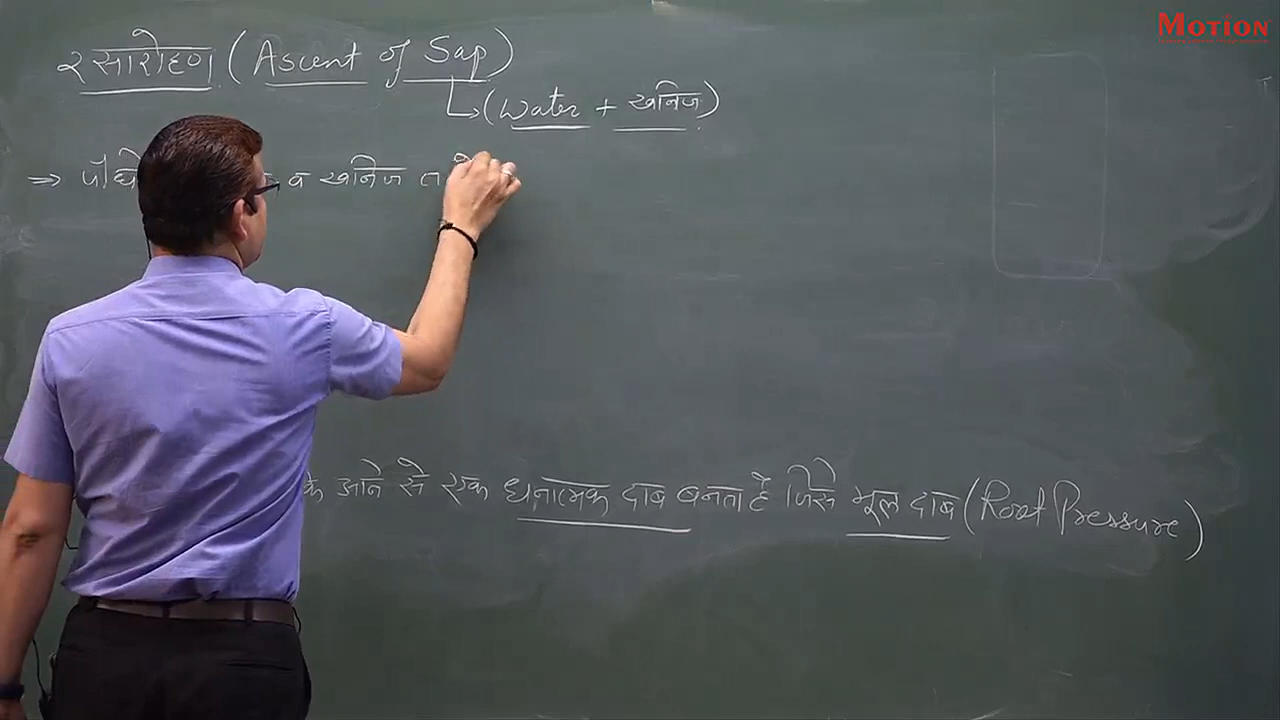 MOTION
रसारोहण (Ascent of Sap)
(Water + खनिज)
⇒ व खनिज
के आने से एक धनात्मक दाब बनता है जिसे मूल दाब (Root Pressure)